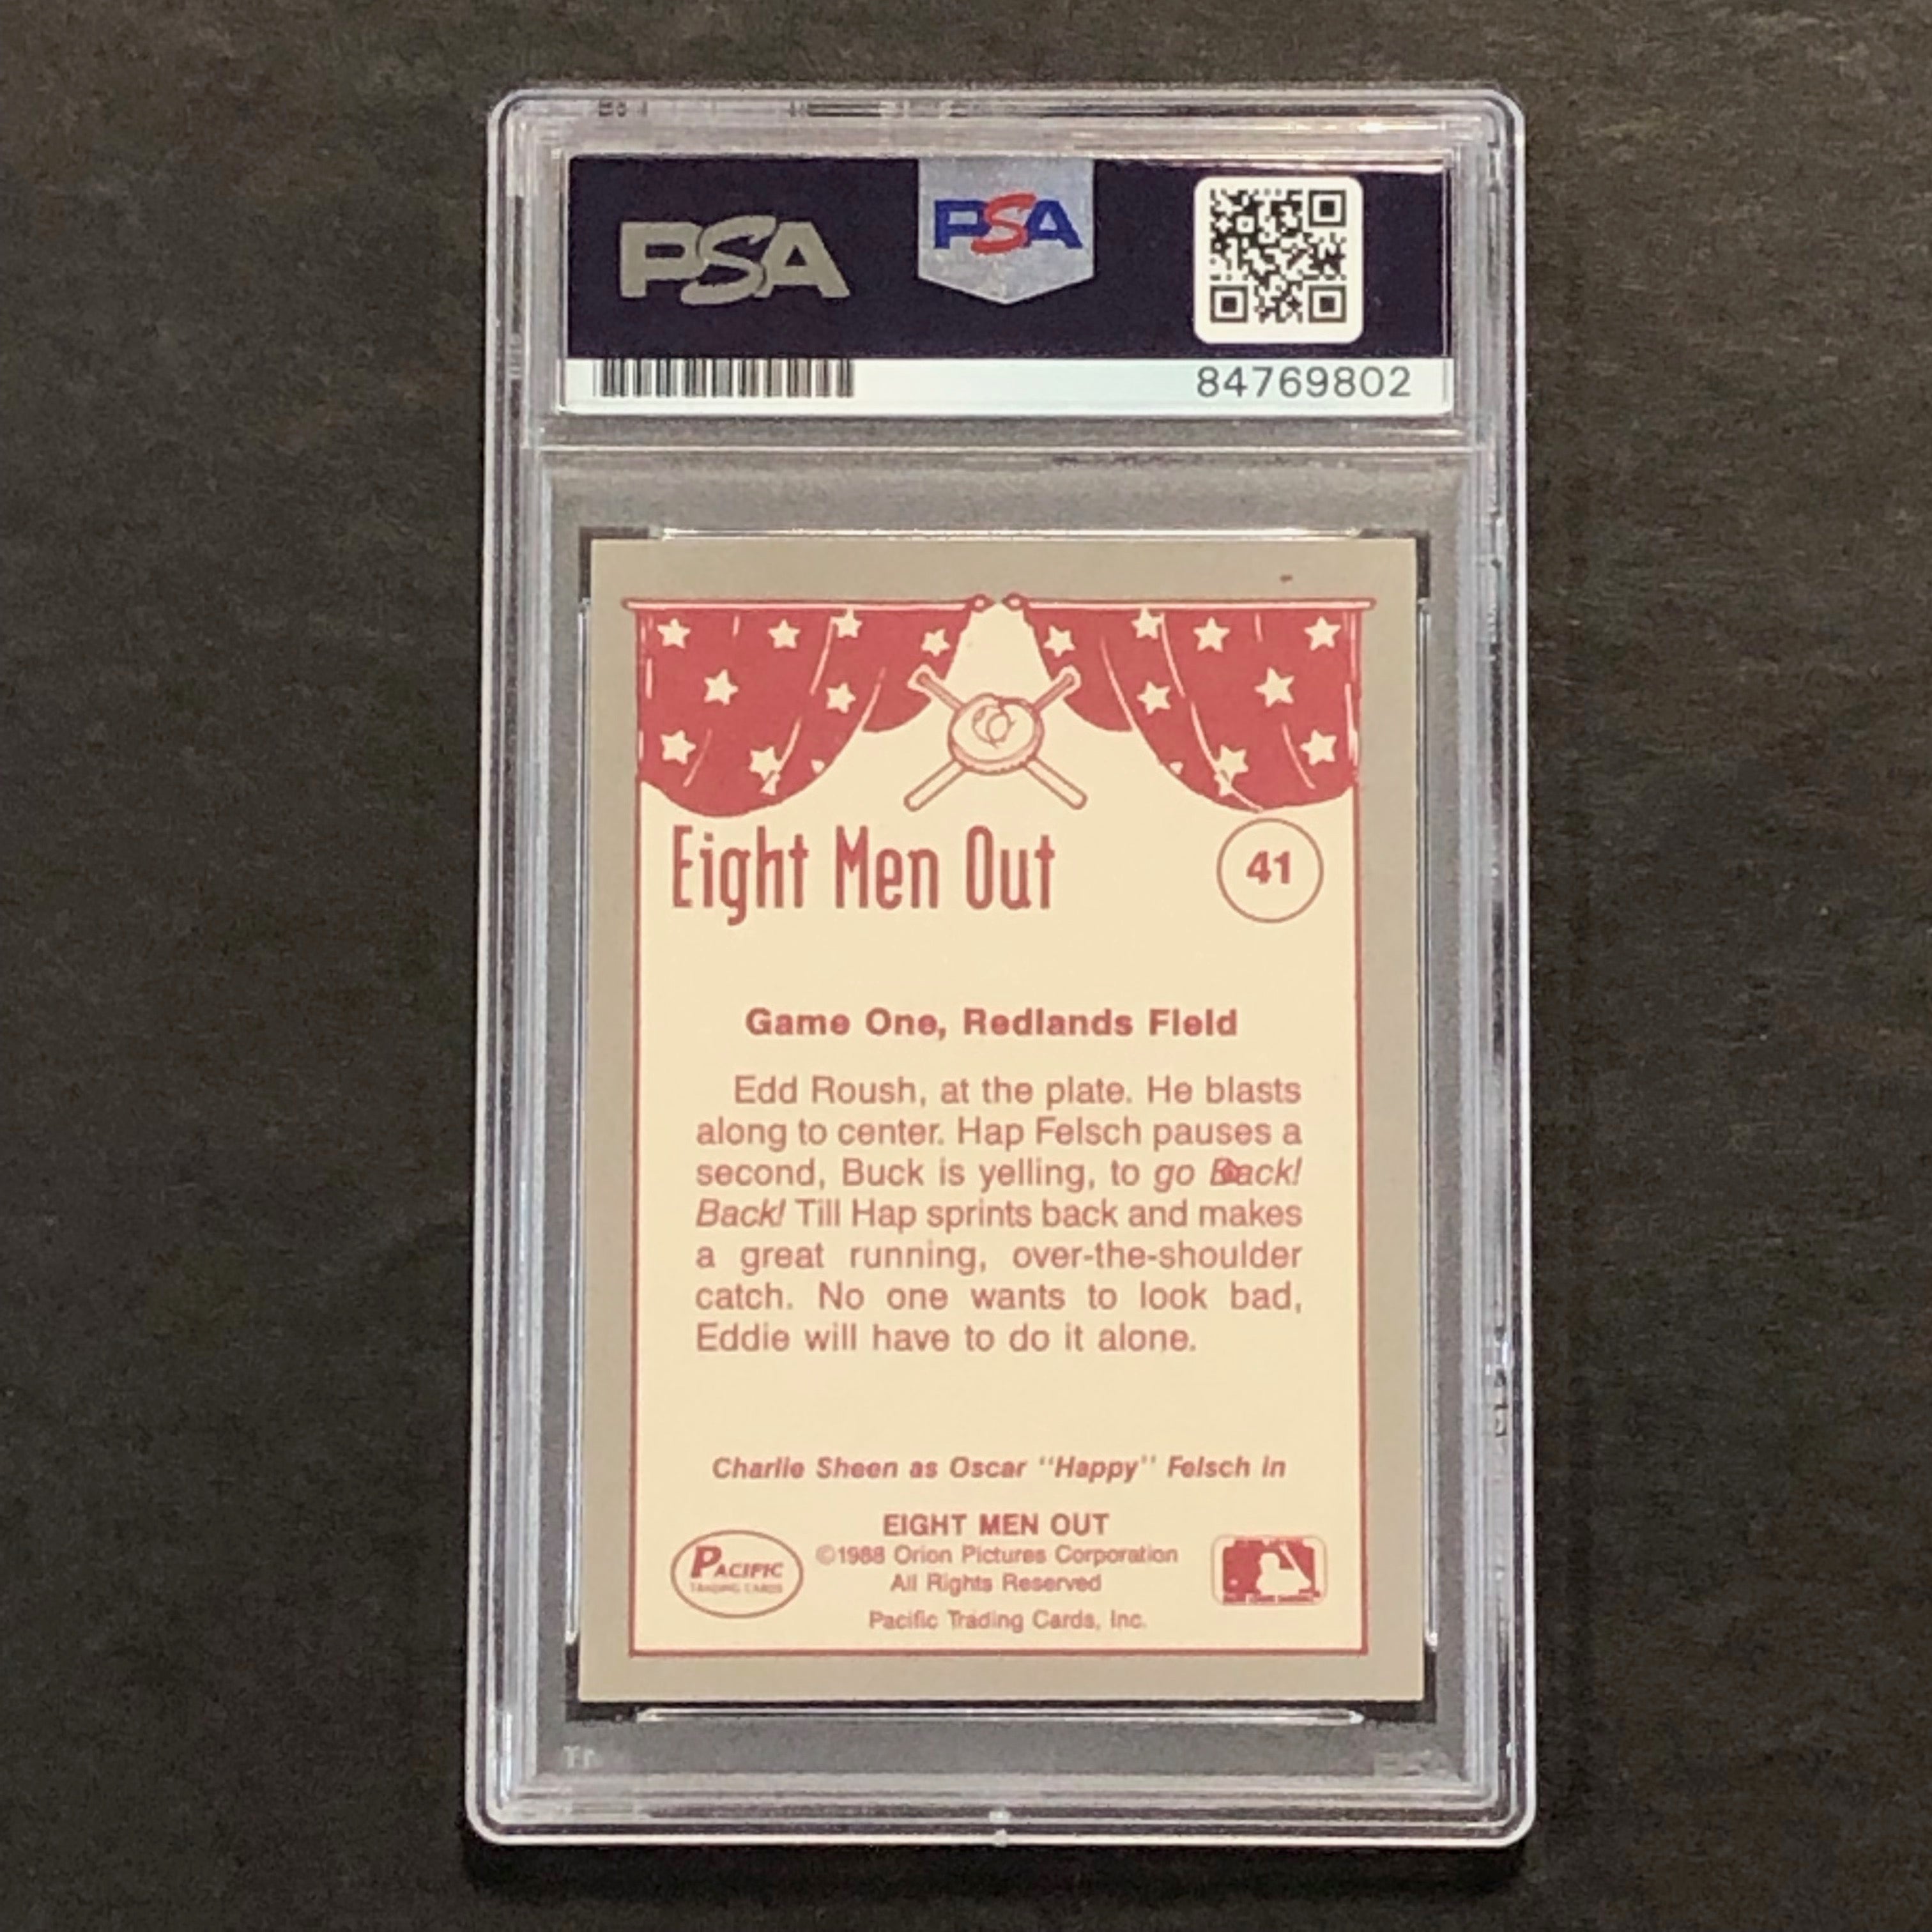 PSA
PSA
84769802
Eight Men Out
41
Game One, Redlands Field
Edd Roush, at the plate. He blasts
along to center. Hap Felsch pauses a
second, Buck is yelling, to go Back!
Back! Till Hap sprints back and makes
a great running, over-the-shoulder
catch. No one wants to look bad,
Eddie will have to do it alone.
Charlie Sheen as Oscar "Happy" Felsch in
EIGHT MEN OUT
©1988 Orion Pictures Corporation
All Rights Reserved
Pacific Trading Cards, Inc.
PACIFIC
TRADING CARDS